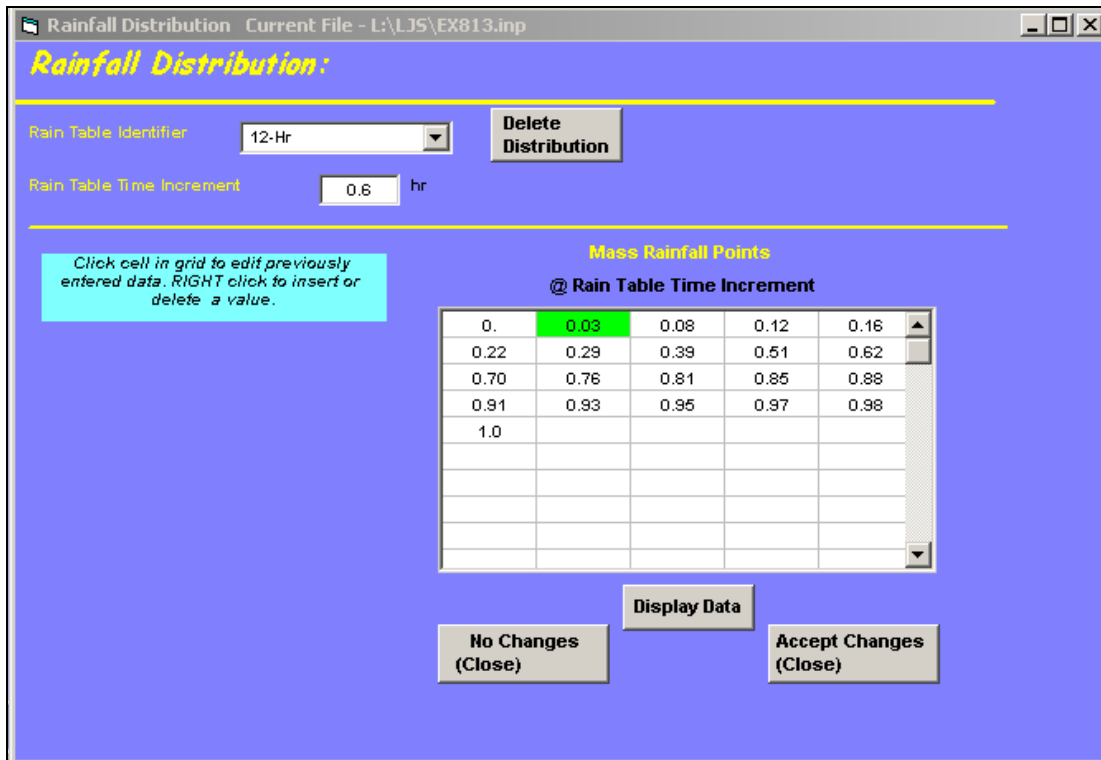 Rainfall Distribution Current File - L:\LJS\EX813.inp
Rainfall Distribution:
Rain Table Identifier
12-Hr
Delete
Distribution
Rain Table Time Increment
0.6
hr
Click cell in grid to edit previously
entered data. RIGHT click to insert or
delete a value.
Mass Rainfall Points
@ Rain Table Time Increment
0. 0.03 0.08 0.12 0.16
0.22 0.29 0.39 0.51 0.62
0.70 0.76 0.81 0.85 0.88
0.91 0.93 0.95 0.97 0.98
1.0
Display Data
No Changes
(Close)
Accept Changes
(Close)